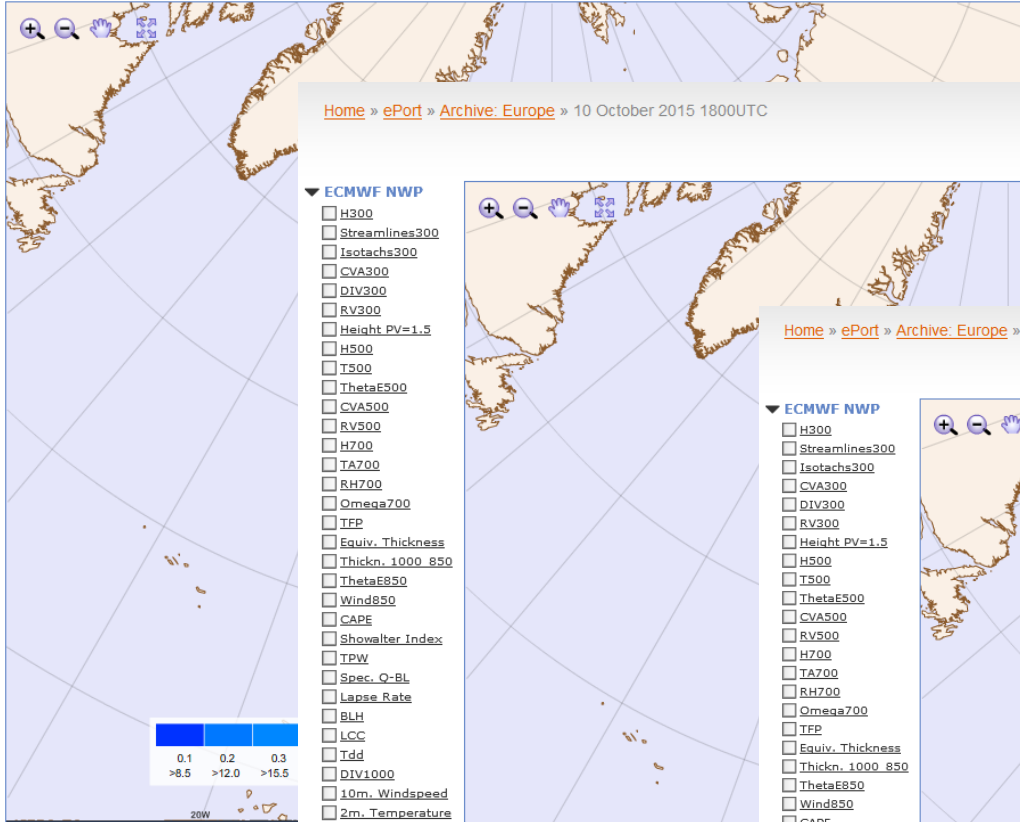 Home » ePort » Archive: Europe » 10 October 2015 1800UTC
ECMWF NWP
H300
Streamlines300
Isotachs300
CVA300
DIV300
RV300
Height PV=1.5
H500
T500
ThetaE500
CVA500
RV500
H700
TA700
RH700
Omega700
TFP
Equiv. Thickness
Thickn. 1000 850
ThetaE850
Wind850
CAPE
Showalter Index
TPW
Spec. Q-BL
Lapse Rate
BLH
LCC
Tdd
DIV1000
10m. Windspeed
2m. Temperature
Home » ePort » Archive: Europe »
ECMWF NWP
H300
Streamlines300
Isotachs300
CVA300
DIV300
RV300
Height PV=1.5
H500
T500
ThetaE500
CVA500
RV500
H700
TA700
RH700
Omega700
TFP
Equiv. Thickness
Thickn. 1000 850
ThetaE850
Wind850
CAPE
0.1 0.2 0.3
>8.5 >12.0 >15.5
20W